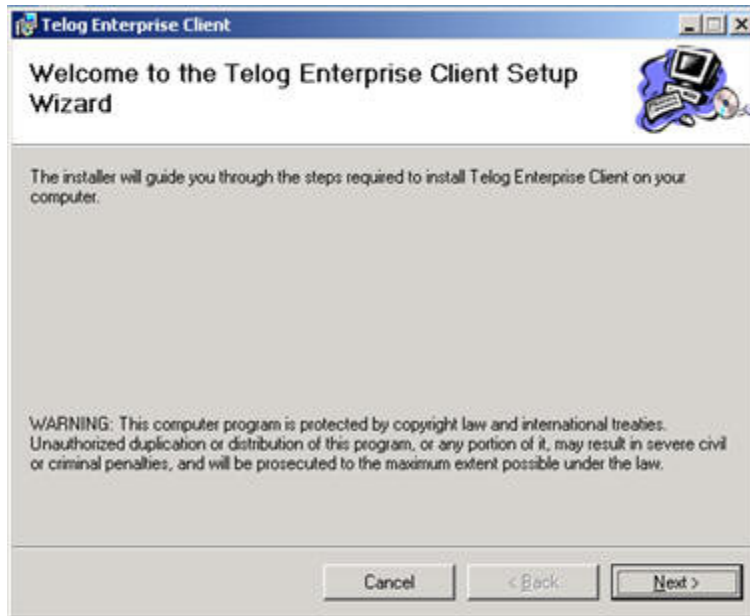 Telog Enterprise Client
Welcome to the Telog Enterprise Client Setup
Wizard
The installer will guide you through the steps required to install Telog Enterprise Client on your
computer.
WARNING: This computer program is protected by copyright law and international treaties.
Unauthorized duplication or distribution of this program, or any portion of it, may result in severe civil
or criminal penalties, and will be prosecuted to the maximum extent possible under the law.
Cancel < Back Next >